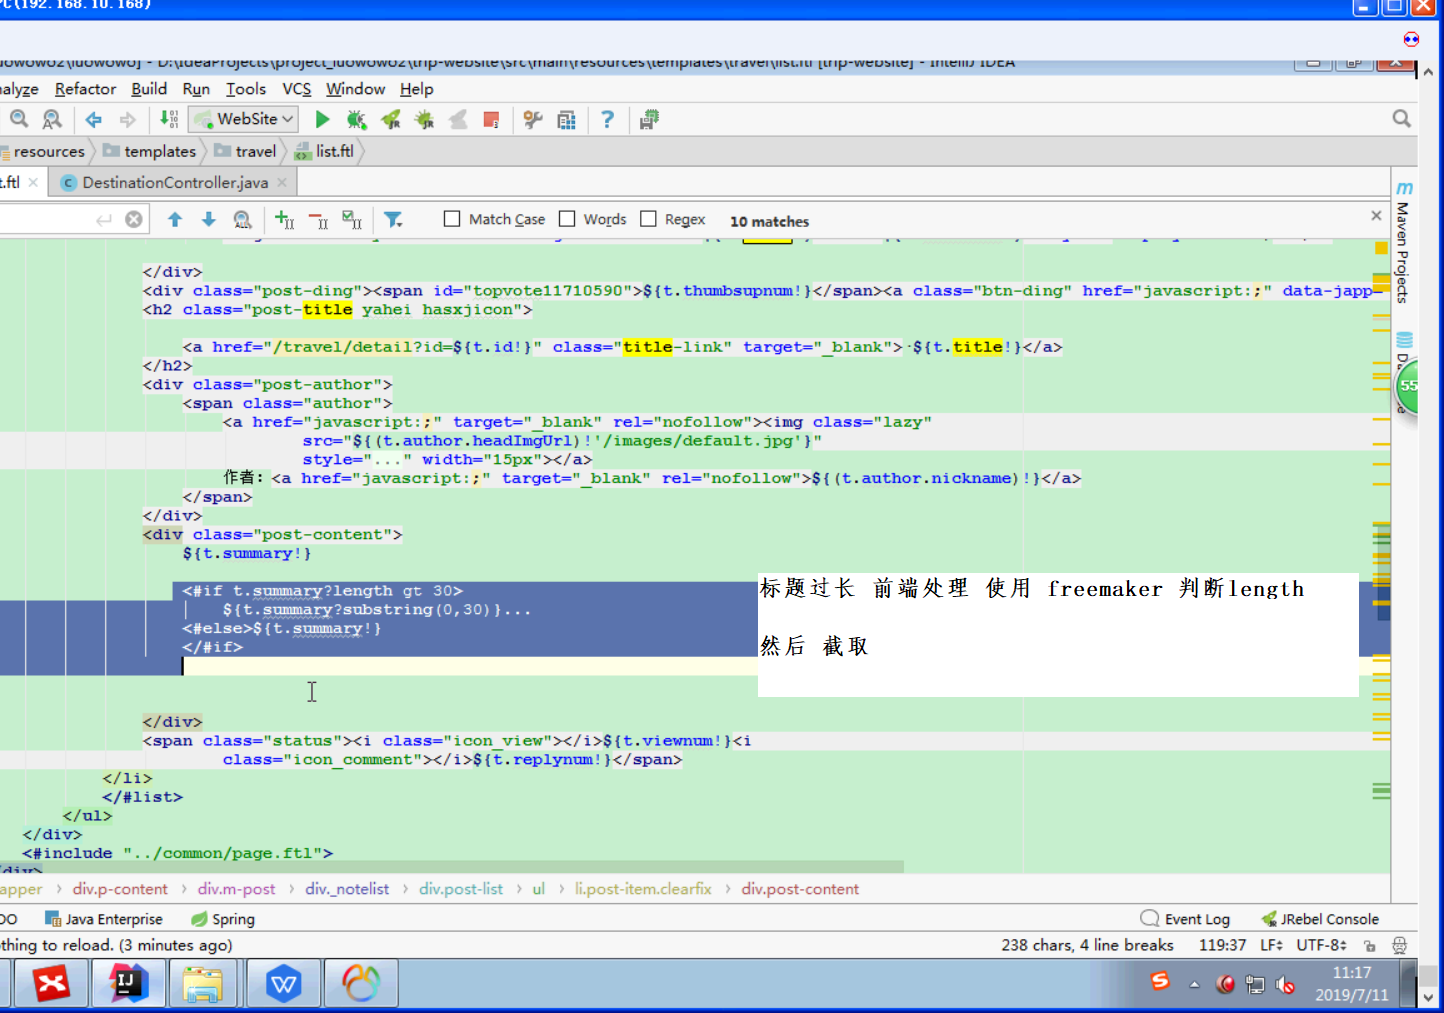 PC(192.168.10.168)
luowowo2\luowowo] - D:\IdeaProjects\project_luowowo2\trip-website\src\main\resources\templates\travel\list.ftl [trip-website] - IntelliJ IDEA
nalyze Refactor Build Run Tools VCS Window Help
WebSite
resources templates travel list.ftl
t.ftl DestinationController.java
Match Case Words Regex 10 matches
</div>
<div class="post-ding"><span id="topvote11710590">${t.thumbsupnum!}</span><a class="btn-ding" href="javascript:;" data-japp-
<h2 class="post-title yahei hasxjicon">
<a href="/travel/detail?id=${t.id!}" class="title-link" target="_blank"> ·${t.title!}</a>
</h2>
<div class="post-author">
<span class="author">
<a href="javascript:;" target="_blank" rel="nofollow"><img class="lazy"
src="${(t.author.headImgUrl)!'/images/default.jpg'}"
style="..." width="15px"></a>
作者：<a href="javascript:;" target="_blank" rel="nofollow">${(t.author.nickname)!}</a>
</span>
</div>
<div class="post-content">
${t.summary!}
<#if t.summary?length gt 30>
${t.summary?substring(0,30)}...
<#else>${t.summary!}
</#if>
标题过长 前端处理 使用 freemaker 判断length
然后 截取
</div>
<span class="status"><i class="icon_view"></i>${t.viewnum!}<i
class="icon_comment"></i>${t.replynum!}</span>
</li>
</#list>
</ul>
</div>
<#include "../common/page.ftl">
/div>
apper div.p-content div.m-post div._notelist div.post-list ul li.post-item.clearfix div.post-content
DO Java Enterprise Spring Event Log JRebel Console
thing to reload. (3 minutes ago) 238 chars, 4 line breaks 119:37 LF UTF-8
Maven Projects
55
11:17
2019/7/11